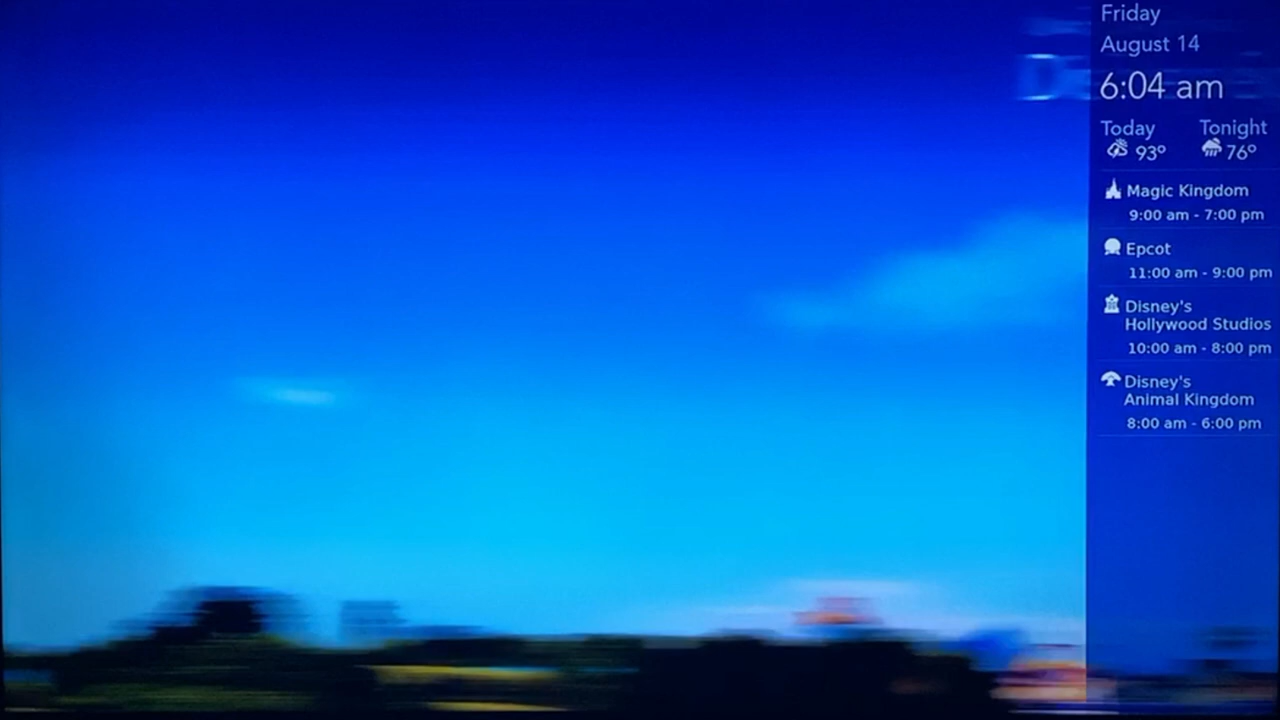 Friday
August 14
6:04 am
Today Tonight
93° 76°
Magic Kingdom
9:00 am - 7:00 pm
Epcot
11:00 am - 9:00 pm
Disney's
Hollywood Studios
10:00 am - 8:00 pm
Disney's
Animal Kingdom
8:00 am - 6:00 pm